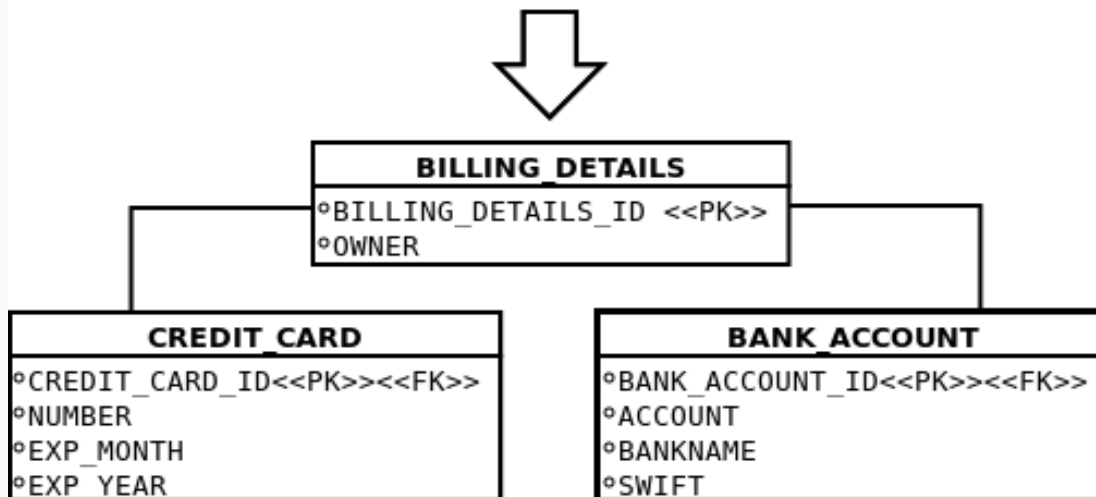 BILLING_DETAILS
BILLING_DETAILS_ID <<PK>>
OWNER
CREDIT_CARD
CREDIT_CARD_ID<<PK>><<FK>>
NUMBER
EXP_MONTH
EXP_YEAR
BANK_ACCOUNT
BANK_ACCOUNT_ID<<PK>><<FK>>
ACCOUNT
BANKNAME
SWIFT